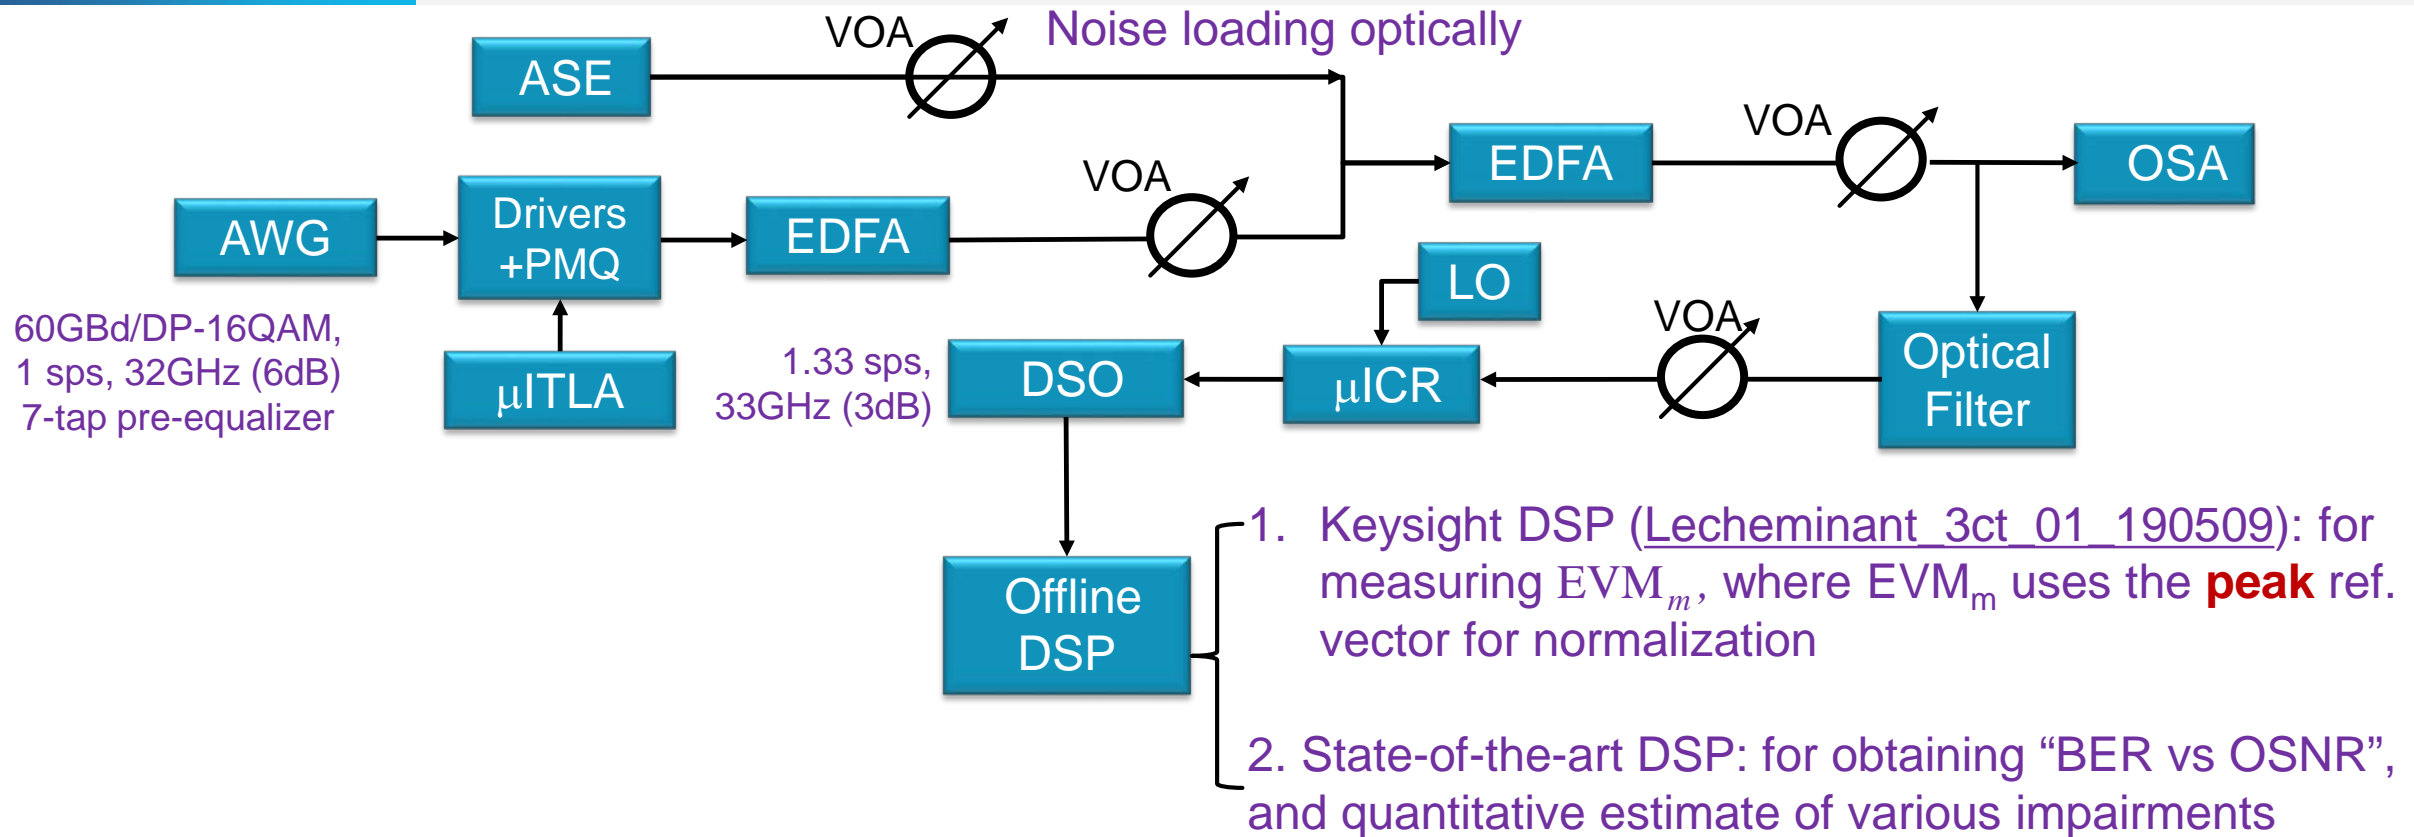 VOA
Noise loading optically
ASE
VOA
EDFA
OSA
VOA
AWG
Drivers
+PMQ
EDFA
LO
VOA
60GBd/DP-16QAM,
1 sps, 32GHz (6dB)
7-tap pre-equalizer
μITLA
1.33 sps,
33GHz (3dB)
DSO
μICR
Optical
Filter
Offline
DSP
1. Keysight DSP (Lecheminant_3ct_01_190509): for
measuring EVMm, where EVMm uses the peak ref.
vector for normalization
2. State-of-the-art DSP: for obtaining “BER vs OSNR”,
and quantitative estimate of various impairments